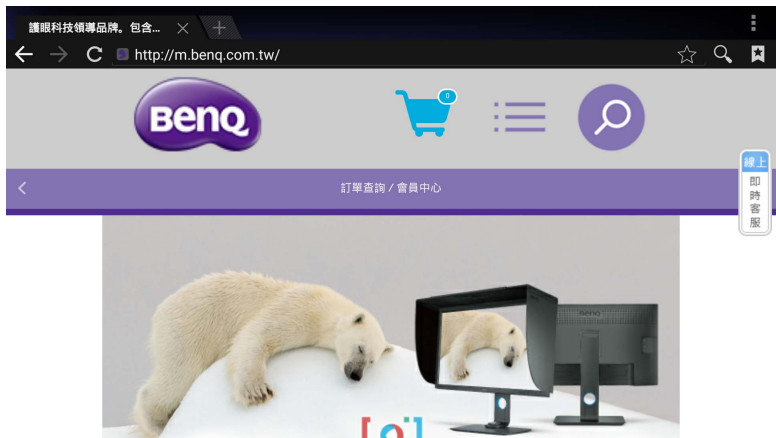 護眼科技領導品牌。包含...
http://m.benq.com.tw/
BenQ
0
線上
即
時
客
服
訂單查詢 / 會員中心
BenQ